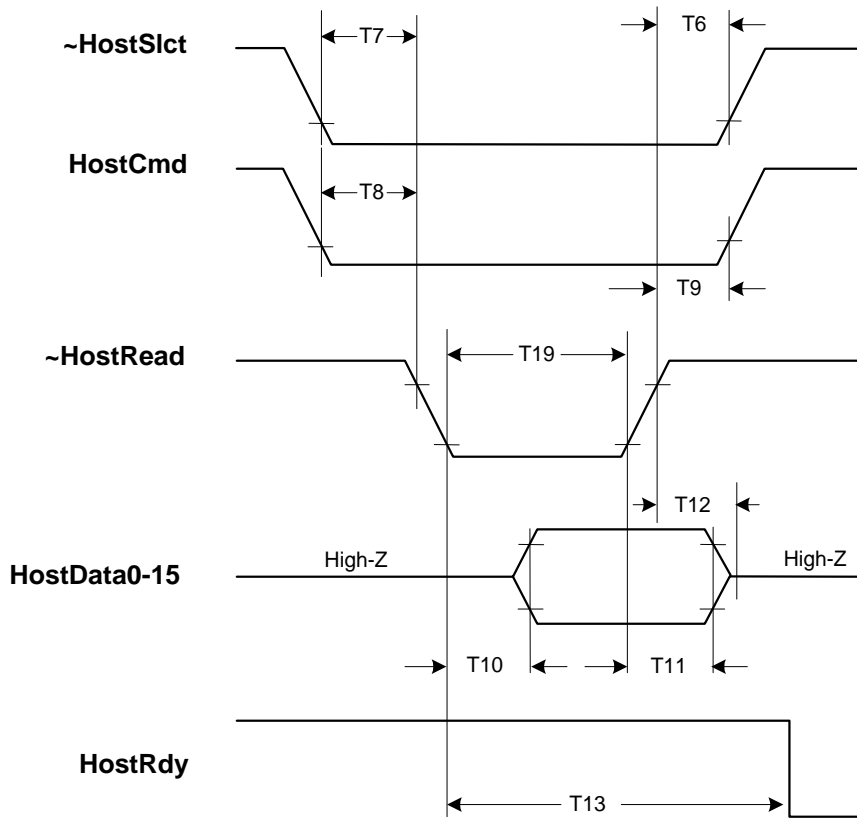 ~HostSlct
T7
T6
HostCmd
T8
T9
~HostRead
T19
T12
HostData0-15
High-Z
High-Z
T10
T11
HostRdy
T13